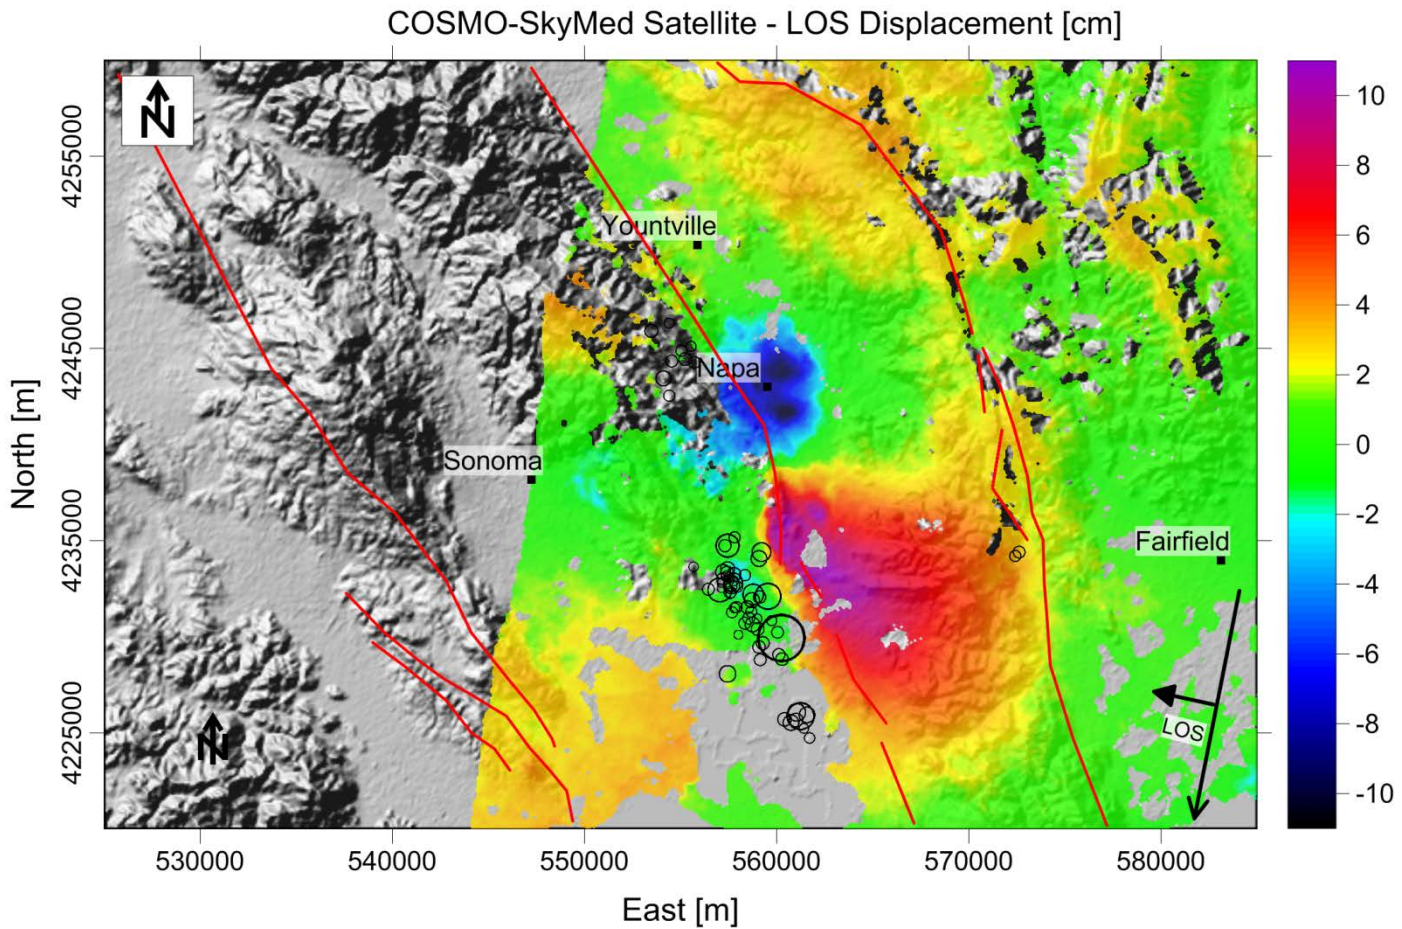 COSMO-SkyMed Satellite - LOS Displacement [cm]
N
10
8
6
4
2
0
-2
-4
-6
-8
-10
4255000
4245000
4235000
4225000
North [m]
Yountville
Napa
Sonoma
Fairfield
LOS
N
530000
540000
550000
560000
570000
580000
East [m]